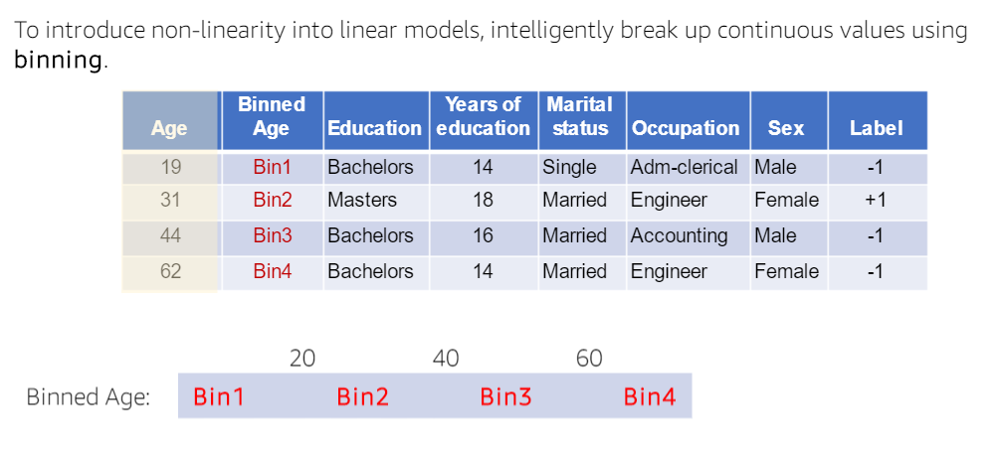 To introduce non-linearity into linear models, intelligently break up continuous values using
binning.
Age Binned Age Education Years of education Marital status Occupation Sex Label
19 Bin1 Bachelors 14 Single Adm-clerical Male -1
31 Bin2 Masters 18 Married Engineer Female +1
44 Bin3 Bachelors 16 Married Accounting Male -1
62 Bin4 Bachelors 14 Married Engineer Female -1
20 40 60
Binned Age: Bin1 Bin2 Bin3 Bin4